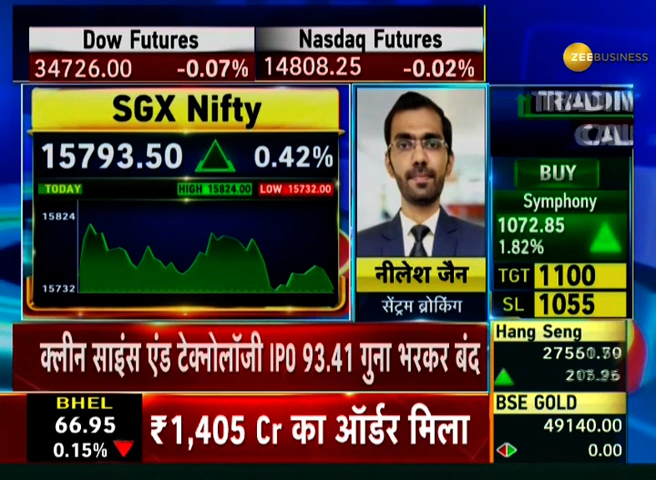 Dow Futures
34726.00 -0.07%
Nasdaq Futures
14808.25 -0.02%
ZEEBUSINESS
SGX Nifty
15793.50 0.42%
TODAY HIGH 15824.00 LOW 15732.00
15824
15732
नीलेश जैन
सेंट्रम ब्रोकिंग
BUY
Symphony
1072.85
1.82%
TGT 1100
SL 1055
Hang Seng
BSE GOLD
49140.00
0.00
क्लीन साइंस एंड टेक्नोलॉजी IPO 93.41 गुना भरकर बंद
BHEL
66.95
0.15%
₹1,405 Cr का ऑर्डर मिला